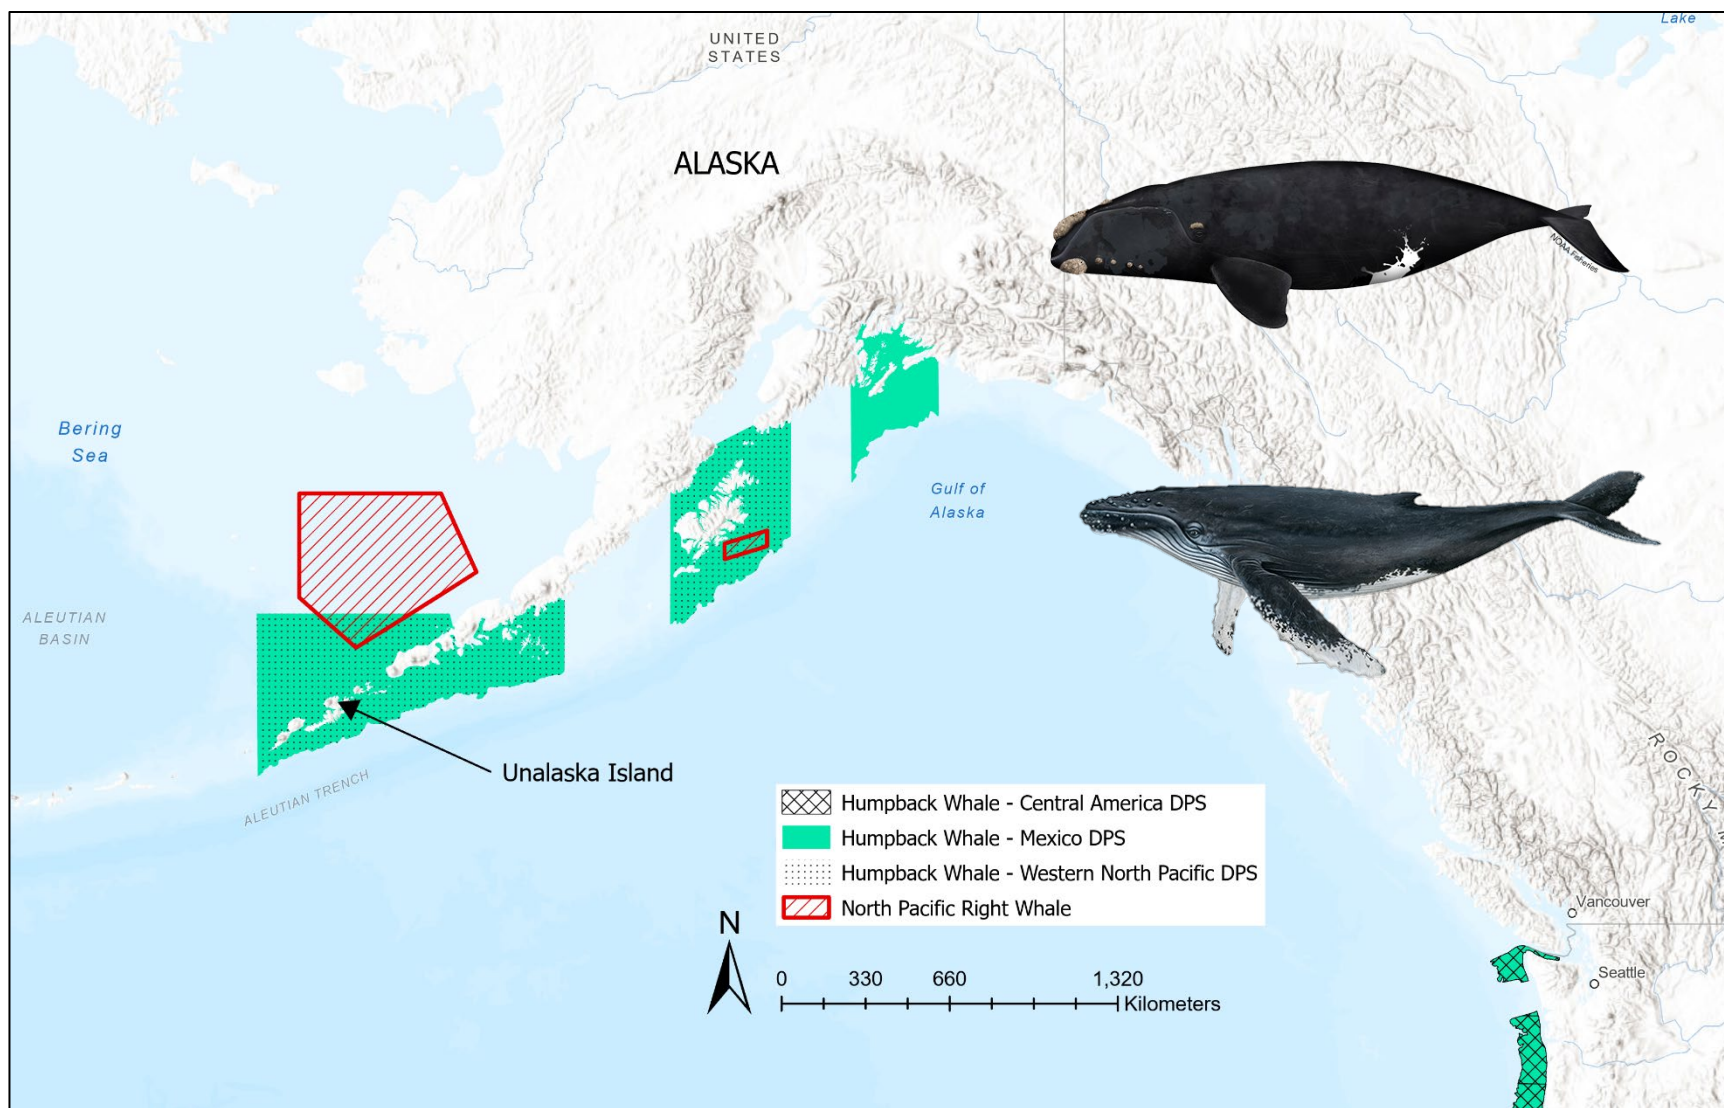 Lake
UNITED
STATES
ALASKA
NOAA Fisheries
Bering
Sea
Gulf of
Alaska
ALEUTIAN
BASIN
Unalaska Island
ALEUTIAN TRENCH
ROCKY M
Humpback Whale - Central America DPS
Humpback Whale - Mexico DPS
Humpback Whale - Western North Pacific DPS
North Pacific Right Whale
Vancouver
Seattle
N
0 330 660 1,320
Kilometers